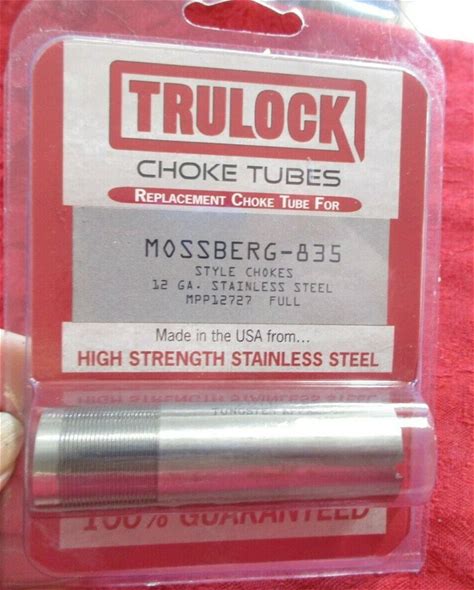 TRULOCK
CHOKE TUBES
REPLACEMENT CHOKE TUBE FOR
MOSSBERG-835
STYLE CHOKES
12 GA. STAINLESS STEEL
MPP12727 FULL
Made in the USA from...
HIGH STRENGTH STAINLESS STEEL
100% GUARANTEED